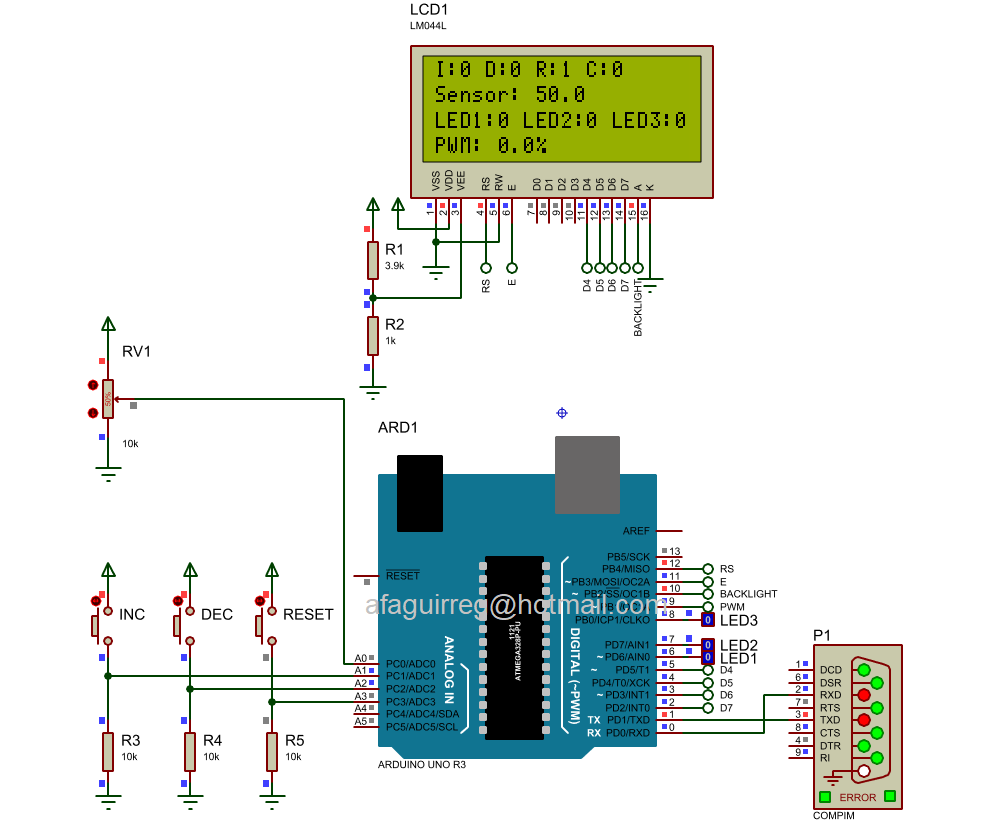 LCD1
LM044L
I:0 D:0 R:1 C:0
Sensor: 50.0
LED1:0 LED2:0 LED3:0
PWM: 0.0%
VSS VDD VEE RS RW E D0 D1 D2 D3 D4 D5 D6 D7 A K
1 2 3 4 5 6 7 8 9 10 11 12 13 14 15 16
R1
3.9k
RS E D4 D5 D6 D7 BACKLIGHT
R2
1k
RV1
50%
10k
ARD1
AREF
RESET
PB5/SCK 13
PB4/MISO 12 RS
~PB3/MOSI/OC2A 11 E
PB2/SS/OC1B 10 BACKLIGHT
9 PWM
PB0/ICP1/CLKO 8 0 LED3
afaguirreg@hotmail.com
PD7/AIN1 7 0 LED2
~ PD6/AIN0 6 0 LED1
~ PD5/T1 5 D4
PD4/T0/XCK 4 D5
~ PD3/INT1 3 D6
PD2/INT0 2 D7
TX PD1/TXD 1
RX PD0/RXD 0
DIGITAL (~PWM)
1121
ATMEGA328P-PU
ANALOG IN
A0 PC0/ADC0
A1 PC1/ADC1
A2 PC2/ADC2
A3 PC3/ADC3
A4 PC4/ADC4/SDA
A5 PC5/ADC5/SCL
ARDUINO UNO R3
INC
DEC
RESET
R3
10k
R4
10k
R5
10k
P1
1 DCD
6 DSR
2 RXD
7 RTS
3 TXD
8 CTS
4 DTR
9 RI
ERROR
COMPIM